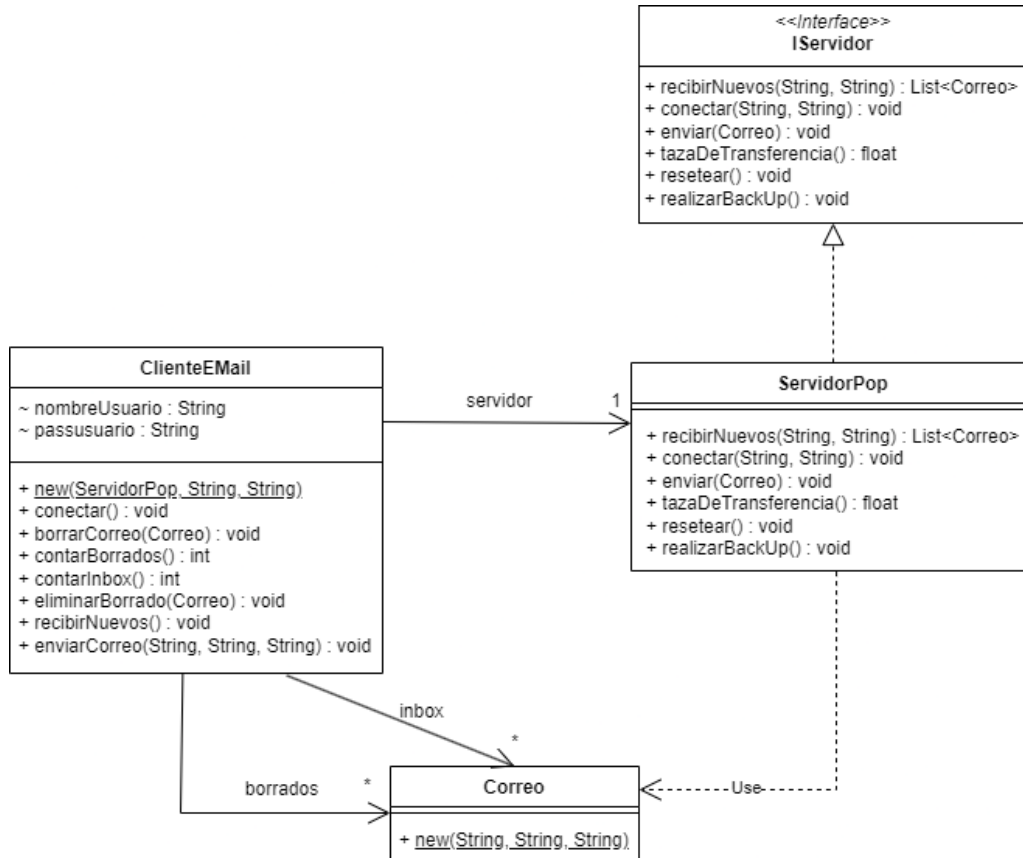 <<Interface>>
IServidor
+ recibirNuevos(String, String) : List<Correo>
+ conectar(String, String) : void
+ enviar(Correo) : void
+ tazaDeTransferencia() : float
+ resetear() : void
+ realizarBackUp() : void
ClienteEMail
~ nombreUsuario : String
~ passusuario : String
+ new(ServidorPop, String, String)
+ conectar() : void
+ borrarCorreo(Correo) : void
+ contarBorrados() : int
+ contarInbox() : int
+ eliminarBorrado(Correo) : void
+ recibirNuevos() : void
+ enviarCorreo(String, String, String) : void
servidor
1
ServidorPop
+ recibirNuevos(String, String) : List<Correo>
+ conectar(String, String) : void
+ enviar(Correo) : void
+ tazaDeTransferencia() : float
+ resetear() : void
+ realizarBackUp() : void
inbox
*
borrados
*
Correo
+ new(String, String, String)
Use